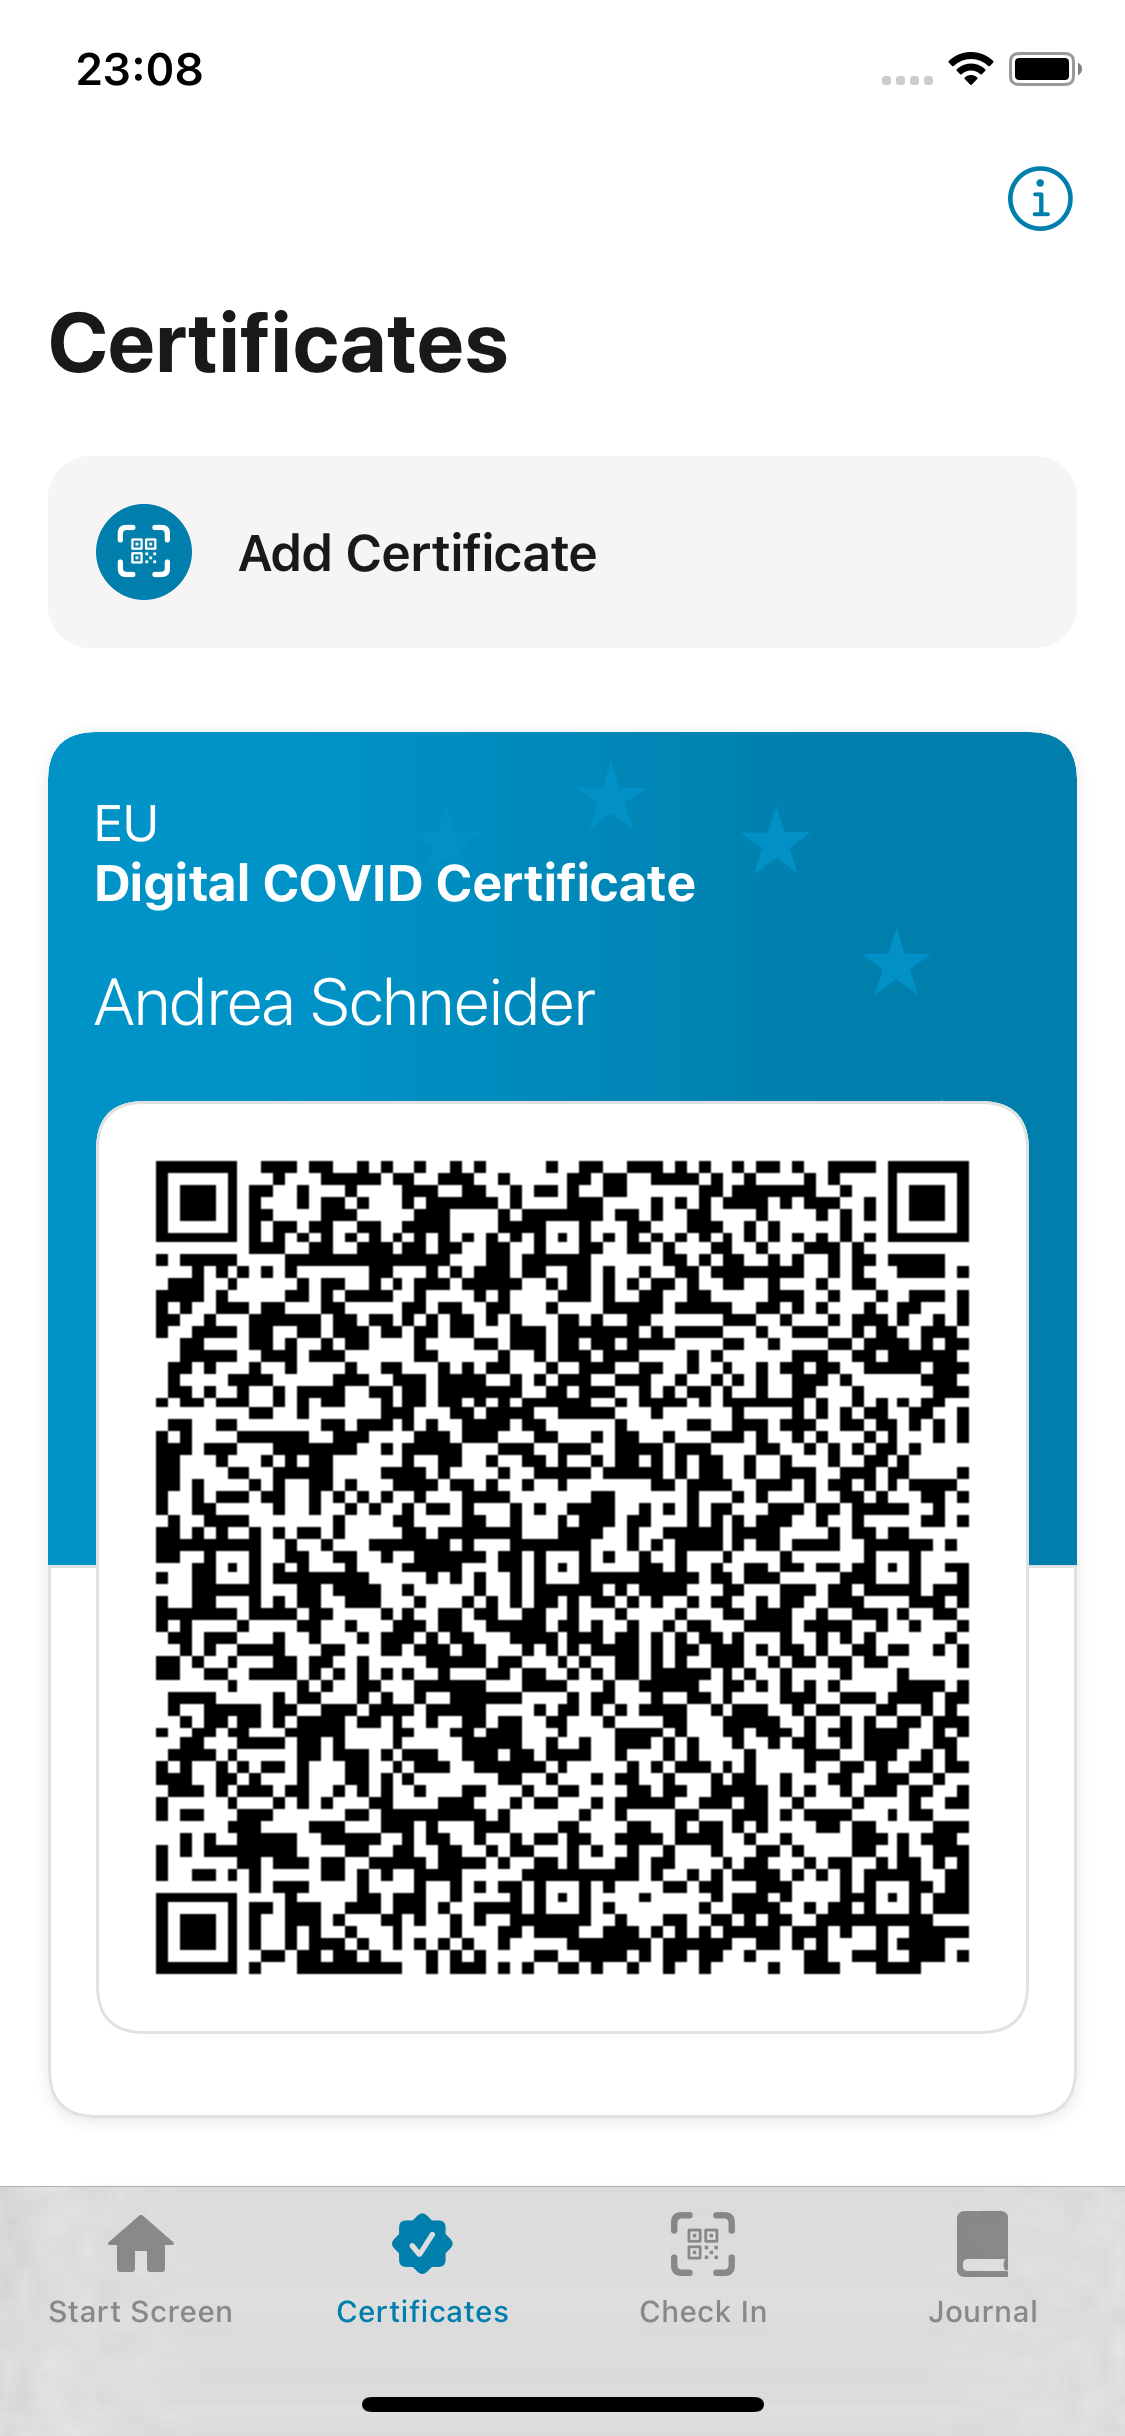 23:08
Certificates
Add Certificate
EU
Digital COVID Certificate
Andrea Schneider
Start Screen
Certificates
Check In
Journal